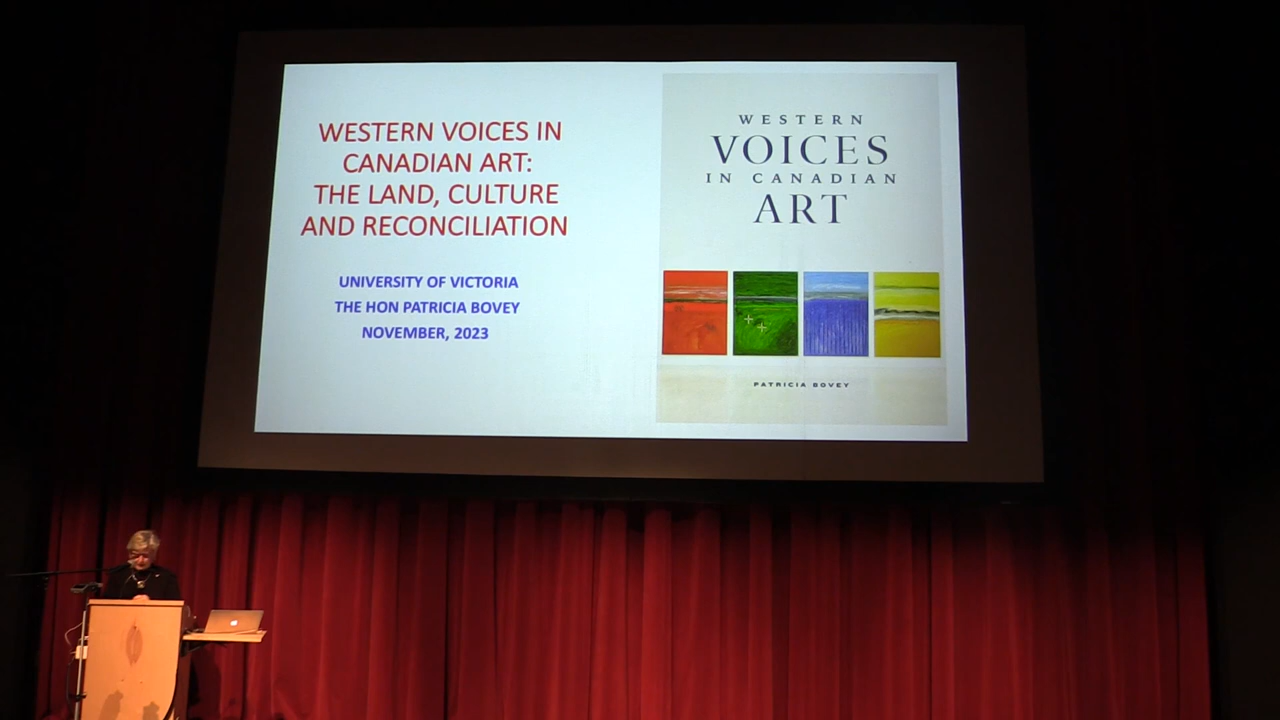 WESTERN VOICES IN
CANADIAN ART:
THE LAND, CULTURE
AND RECONCILIATION
UNIVERSITY OF VICTORIA
THE HON PATRICIA BOVEY
NOVEMBER, 2023
WESTERN
VOICES
IN CANADIAN
ART
PATRICIA BOVEY